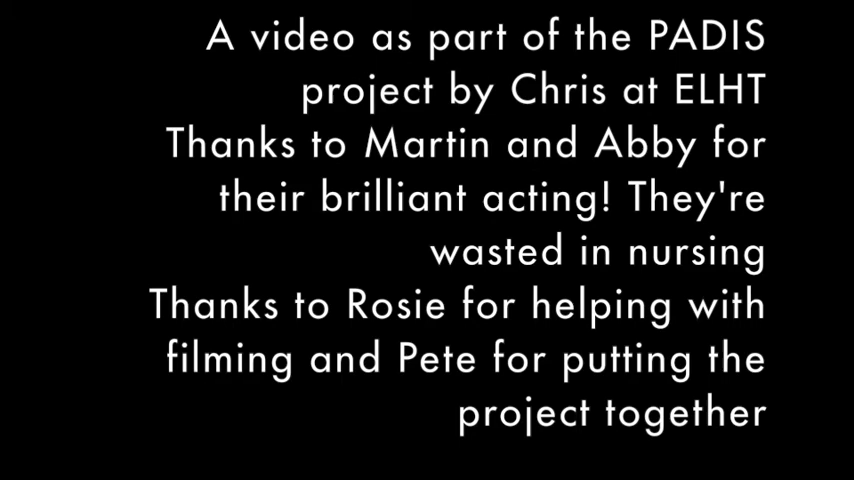 A video as part of the PADIS
project by Chris at ELHT
Thanks to Martin and Abby for
their brilliant acting! They're
wasted in nursing
Thanks to Rosie for helping with
filming and Pete for putting the
project together